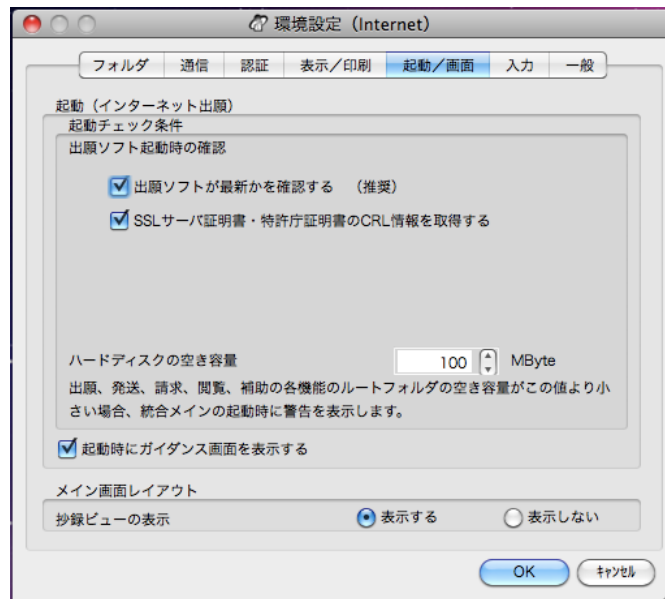 環境設定（Internet）
フォルダ 通信 認証 表示／印刷 起動／画面 入力 一般
起動（インターネット出願）
起動チェック条件
出願ソフト起動時の確認
出願ソフトが最新かを確認する （推奨）
SSLサーバ証明書・特許庁証明書のCRL情報を取得する
ハードディスクの空き容量 100 MByte
出願、発送、請求、閲覧、補助の各機能のルートフォルダの空き容量がこの値より小
さい場合、統合メインの起動時に警告を表示します。
起動時にガイダンス画面を表示する
メイン画面レイアウト
抄録ビューの表示 表示する 表示しない
OK ｷｬﾝｾﾙ